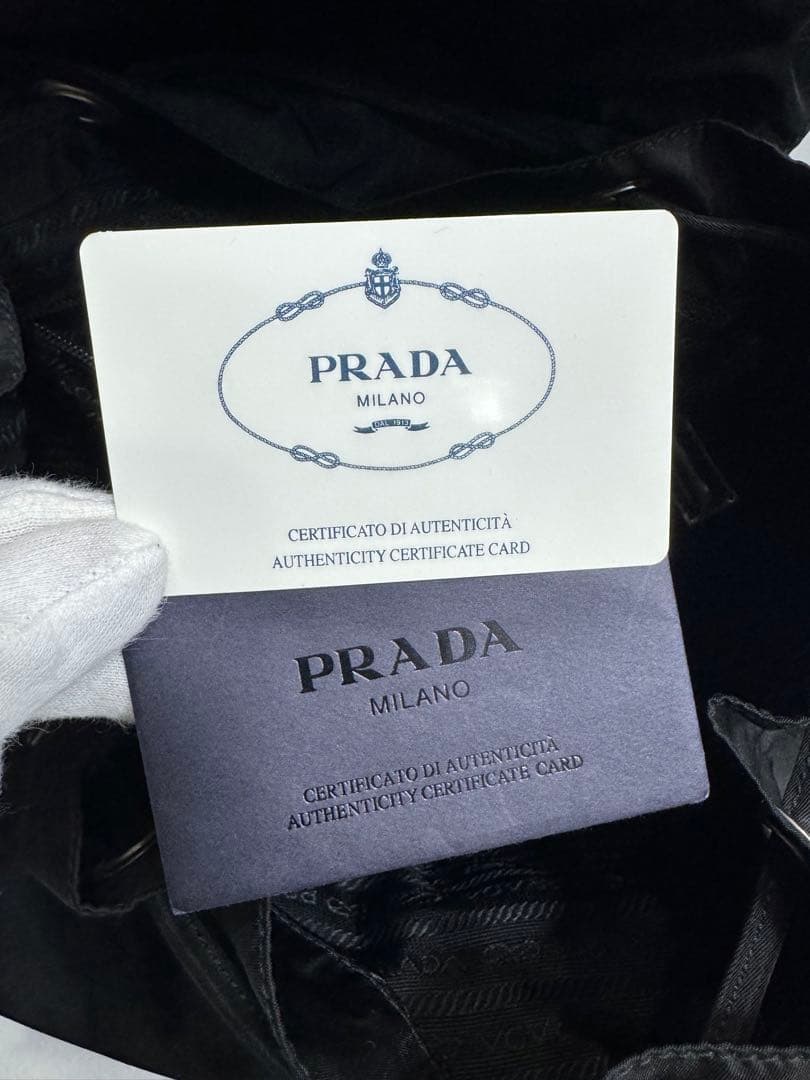 PRADA
MILANO
DAL 1913
CERTIFICATO DI AUTENTICITÀ
AUTHENTICITY CERTIFICATE CARD
PRADA
MILANO
CERTIFICATO DI AUTENTICITÀ
AUTHENTICITY CERTIFICATE CARD